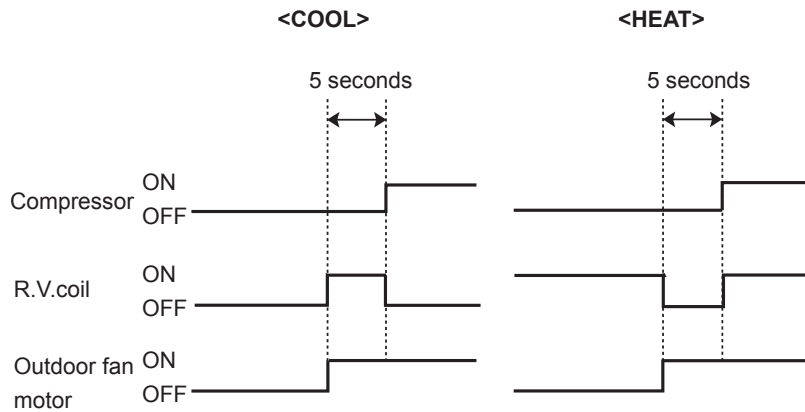 <COOL>
<HEAT>
5 seconds
5 seconds
Compressor
ON
OFF
R.V.coil
ON
OFF
Outdoor fan
motor
ON
OFF